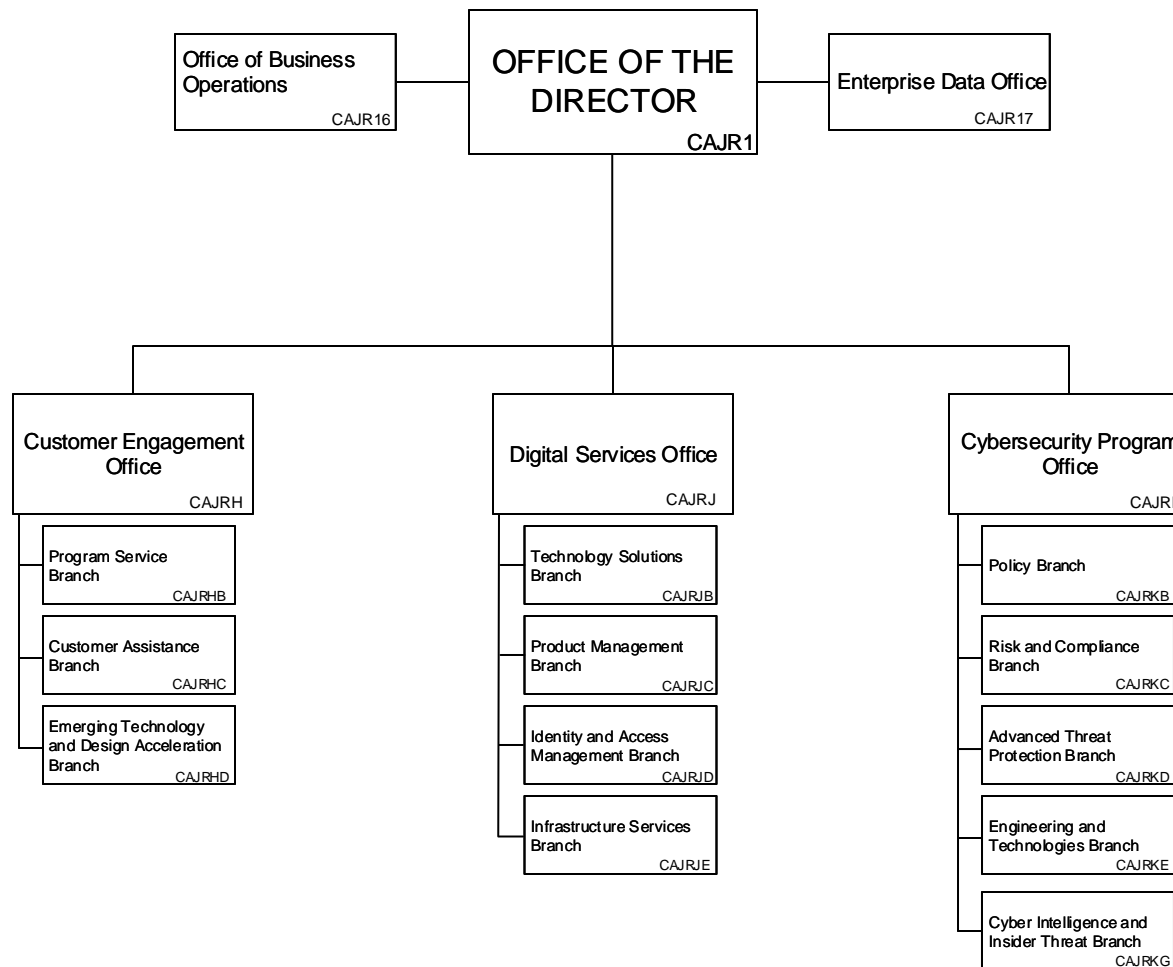 Office of Business
Operations
CAJR16
OFFICE OF THE
DIRECTOR
CAJR1
Enterprise Data Office
CAJR17
Customer Engagement
Office
CAJRH
Program Service
Branch
CAJRHB
Customer Assistance
Branch
CAJRHC
Emerging Technology
and Design Acceleration
Branch
CAJRHD
Digital Services Office
CAJRJ
Technology Solutions
Branch
CAJRJB
Product Management
Branch
CAJRJC
Identity and Access
Management Branch
CAJRJD
Infrastructure Services
Branch
CAJRJE
Cybersecurity Program
Office
Policy Branch
CAJRKB
Risk and Compliance
Branch
CAJRKC
Advanced Threat
Protection Branch
CAJRKD
Engineering and
Technologies Branch
CAJRKE
Cyber Intelligence and
Insider Threat Branch
CAJRKG